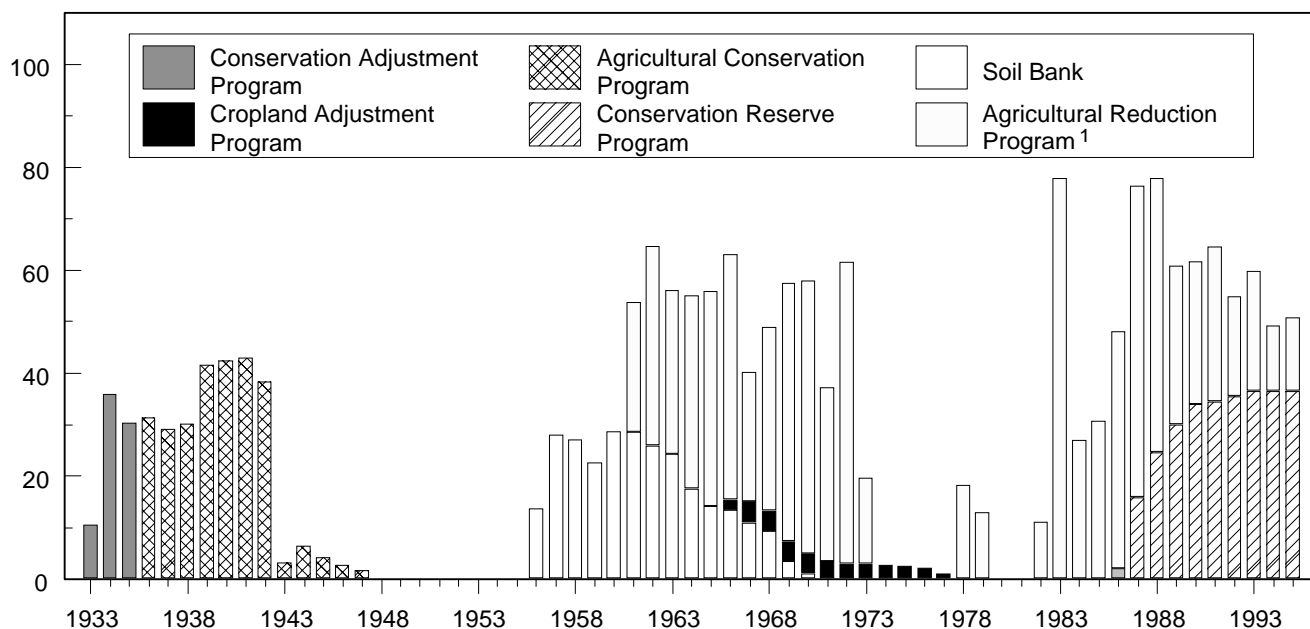 100
80
60
40
20
0
Conservation Adjustment
Program
Cropland Adjustment
Program
Agricultural Conservation
Program
Conservation Reserve
Program
Soil Bank
Agricultural Reduction
Program 1
1933 1938 1943 1948 1953 1958 1963 1968 1973 1978 1983 1988 1993